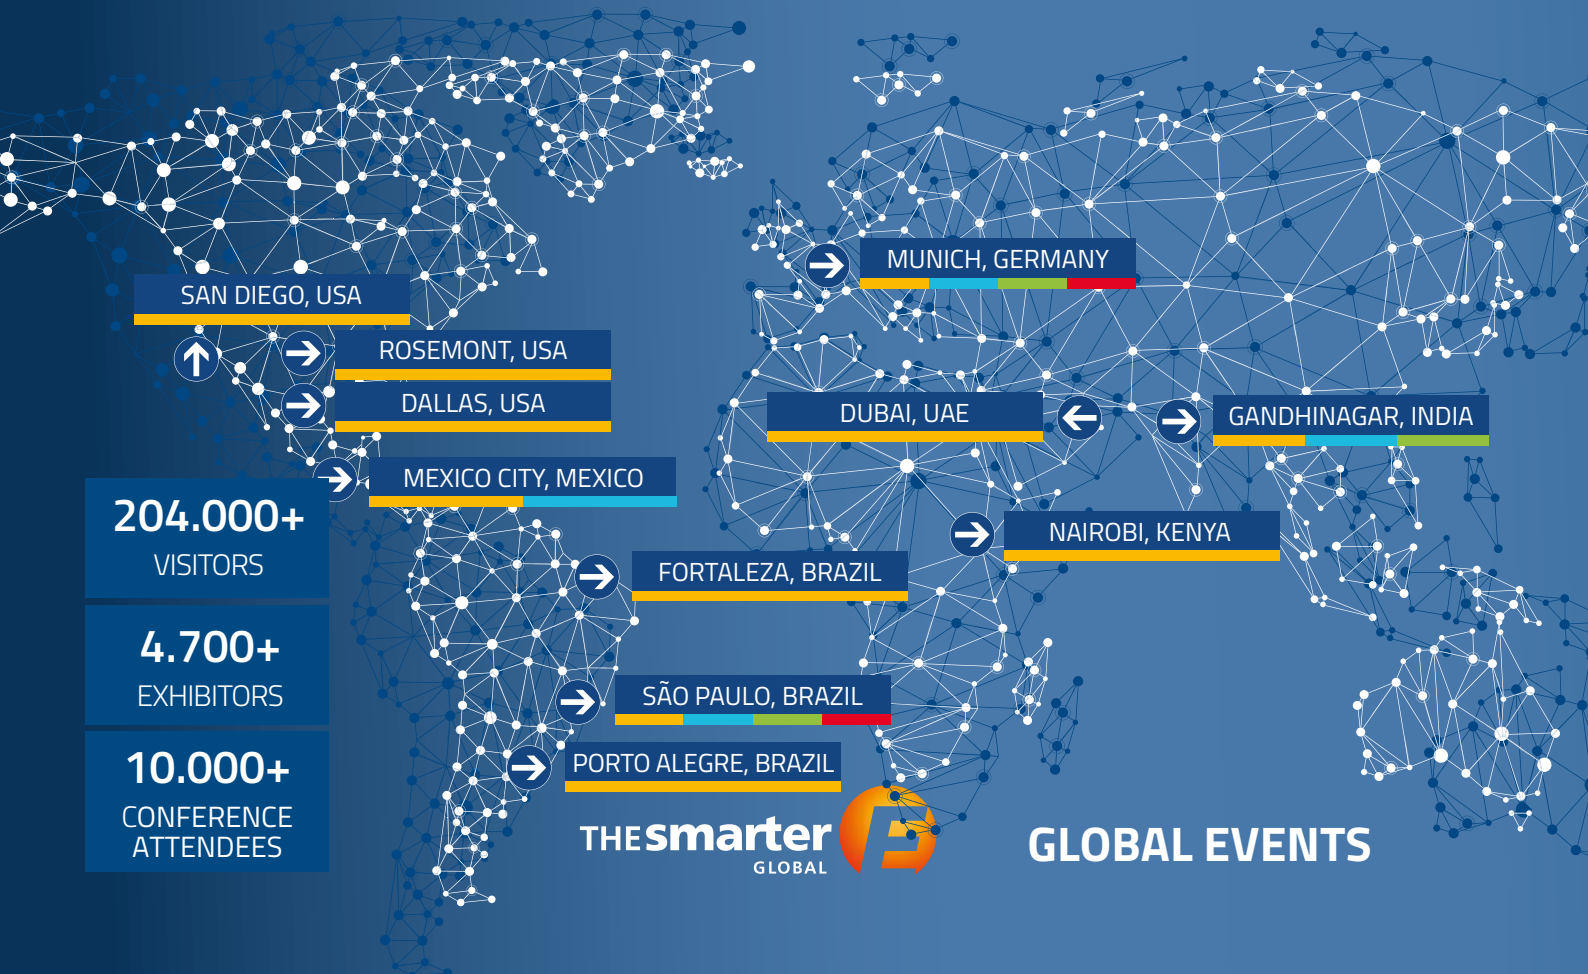 MUNICH, GERMANY
SAN DIEGO, USA
ROSEMONT, USA
DALLAS, USA
DUBAI, UAE
GANDHINAGAR, INDIA
MEXICO CITY, MEXICO
204.000+
VISITORS
NAIROBI, KENYA
FORTALEZA, BRAZIL
4.700+
EXHIBITORS
SÃO PAULO, BRAZIL
10.000+
CONFERENCE
ATTENDEES
PORTO ALEGRE, BRAZIL
THE smarter E
GLOBAL
GLOBAL EVENTS